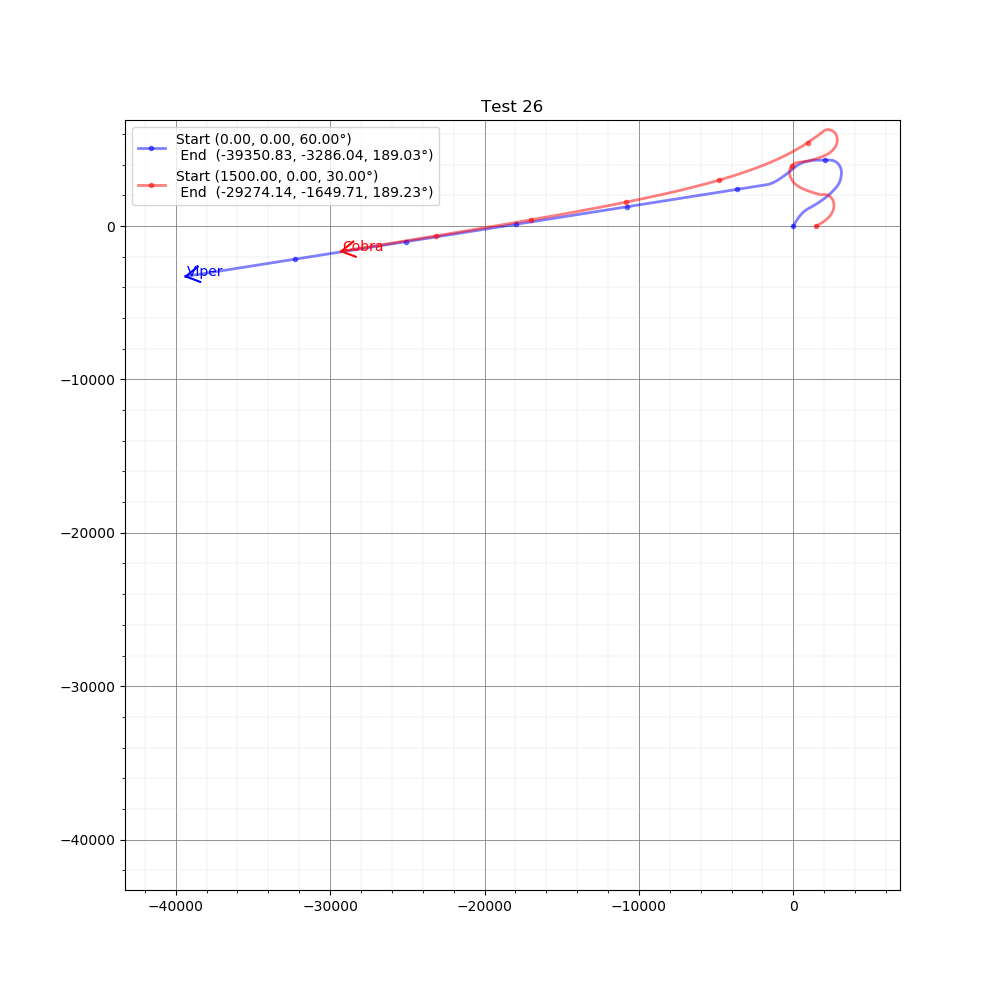 Test 26
Start (0.00, 0.00, 60.00°)
End (-39350.83, -3286.04, 189.03°)
Start (1500.00, 0.00, 30.00°)
End (-29274.14, -1649.71, 189.23°)
0
Cobra
Viper
−10000
−20000
−30000
−40000
−40000 −30000 −20000 −10000 0